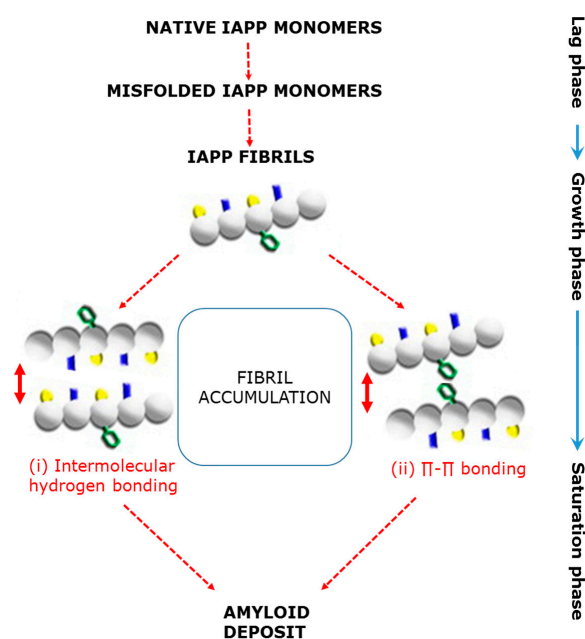 NATIVE IAPP MONOMERS
MISFOLDED IAPP MONOMERS
IAPP FIBRILS
FIBRIL
ACCUMULATION
(i) Intermolecular
hydrogen bonding
(ii) Π-Π bonding
AMYLOID
DEPOSIT
Lag phase
Growth phase
Saturation phase